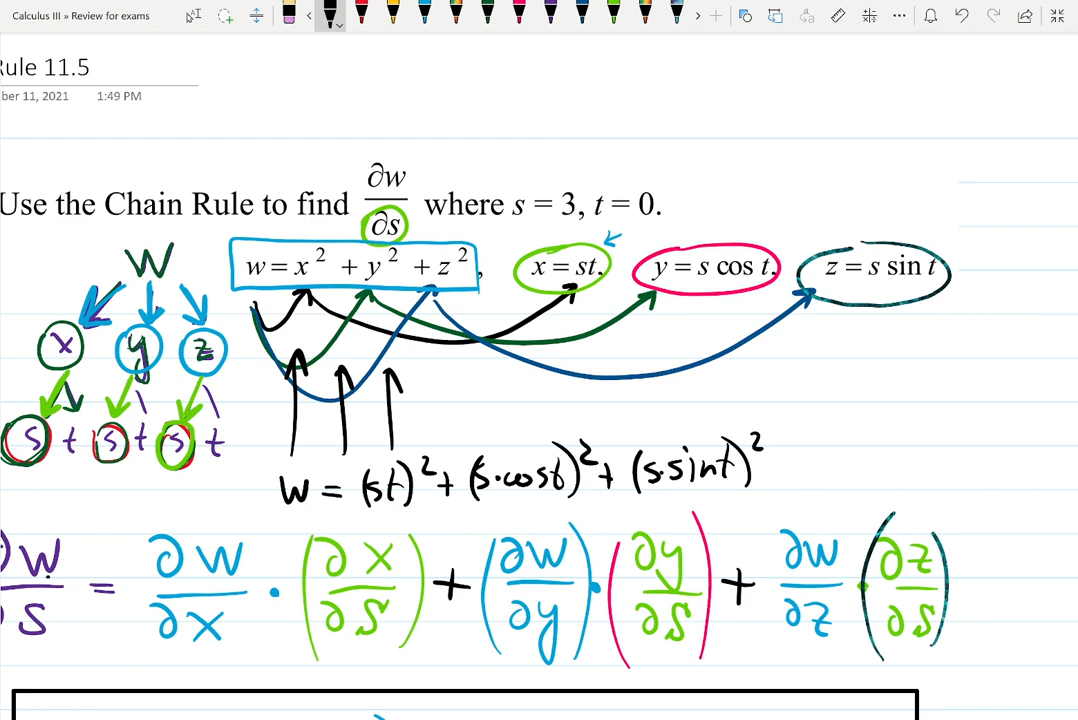 Calculus III » Review for exams
Rule 11.5
ber 11, 2021 1:49 PM
Use the Chain Rule to find ∂w/∂s where s = 3, t = 0.
w = x² + y² + z², x = st, y = s cos t, z = s sin t
W
x y z
s t s t s t
W = (st)² + (s·cost)² + (s·sint)²
∂W/∂S = ∂W/∂X · (∂X/∂S) + (∂W/∂y) · (∂y/∂S) + ∂W/∂Z · (∂Z/∂S)